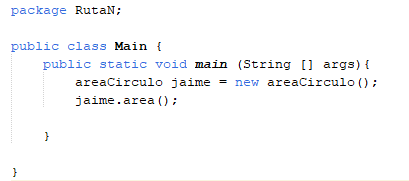 package RutaN;
public class Main {
public static void main (String [] args){
areaCirculo jaime = new areaCirculo();
jaime.area();
}
}